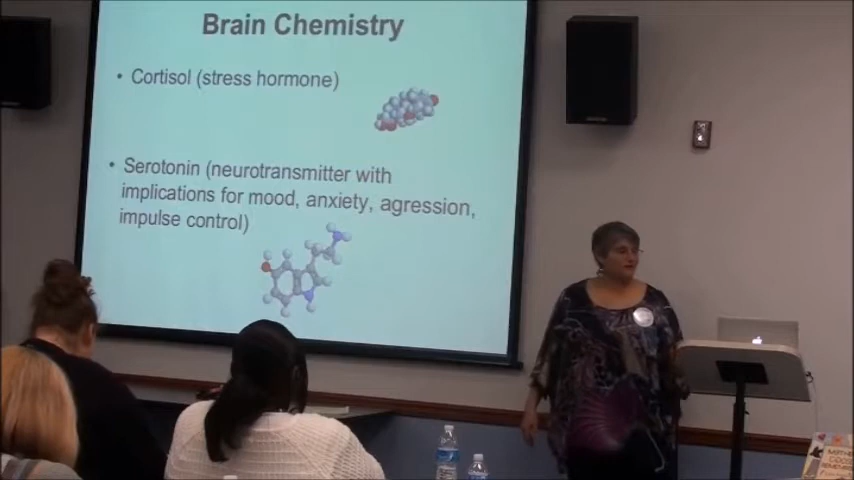 Brain Chemistry
• Cortisol (stress hormone)
• Serotonin (neurotransmitter with
implications for mood, anxiety, agression,
impulse control)